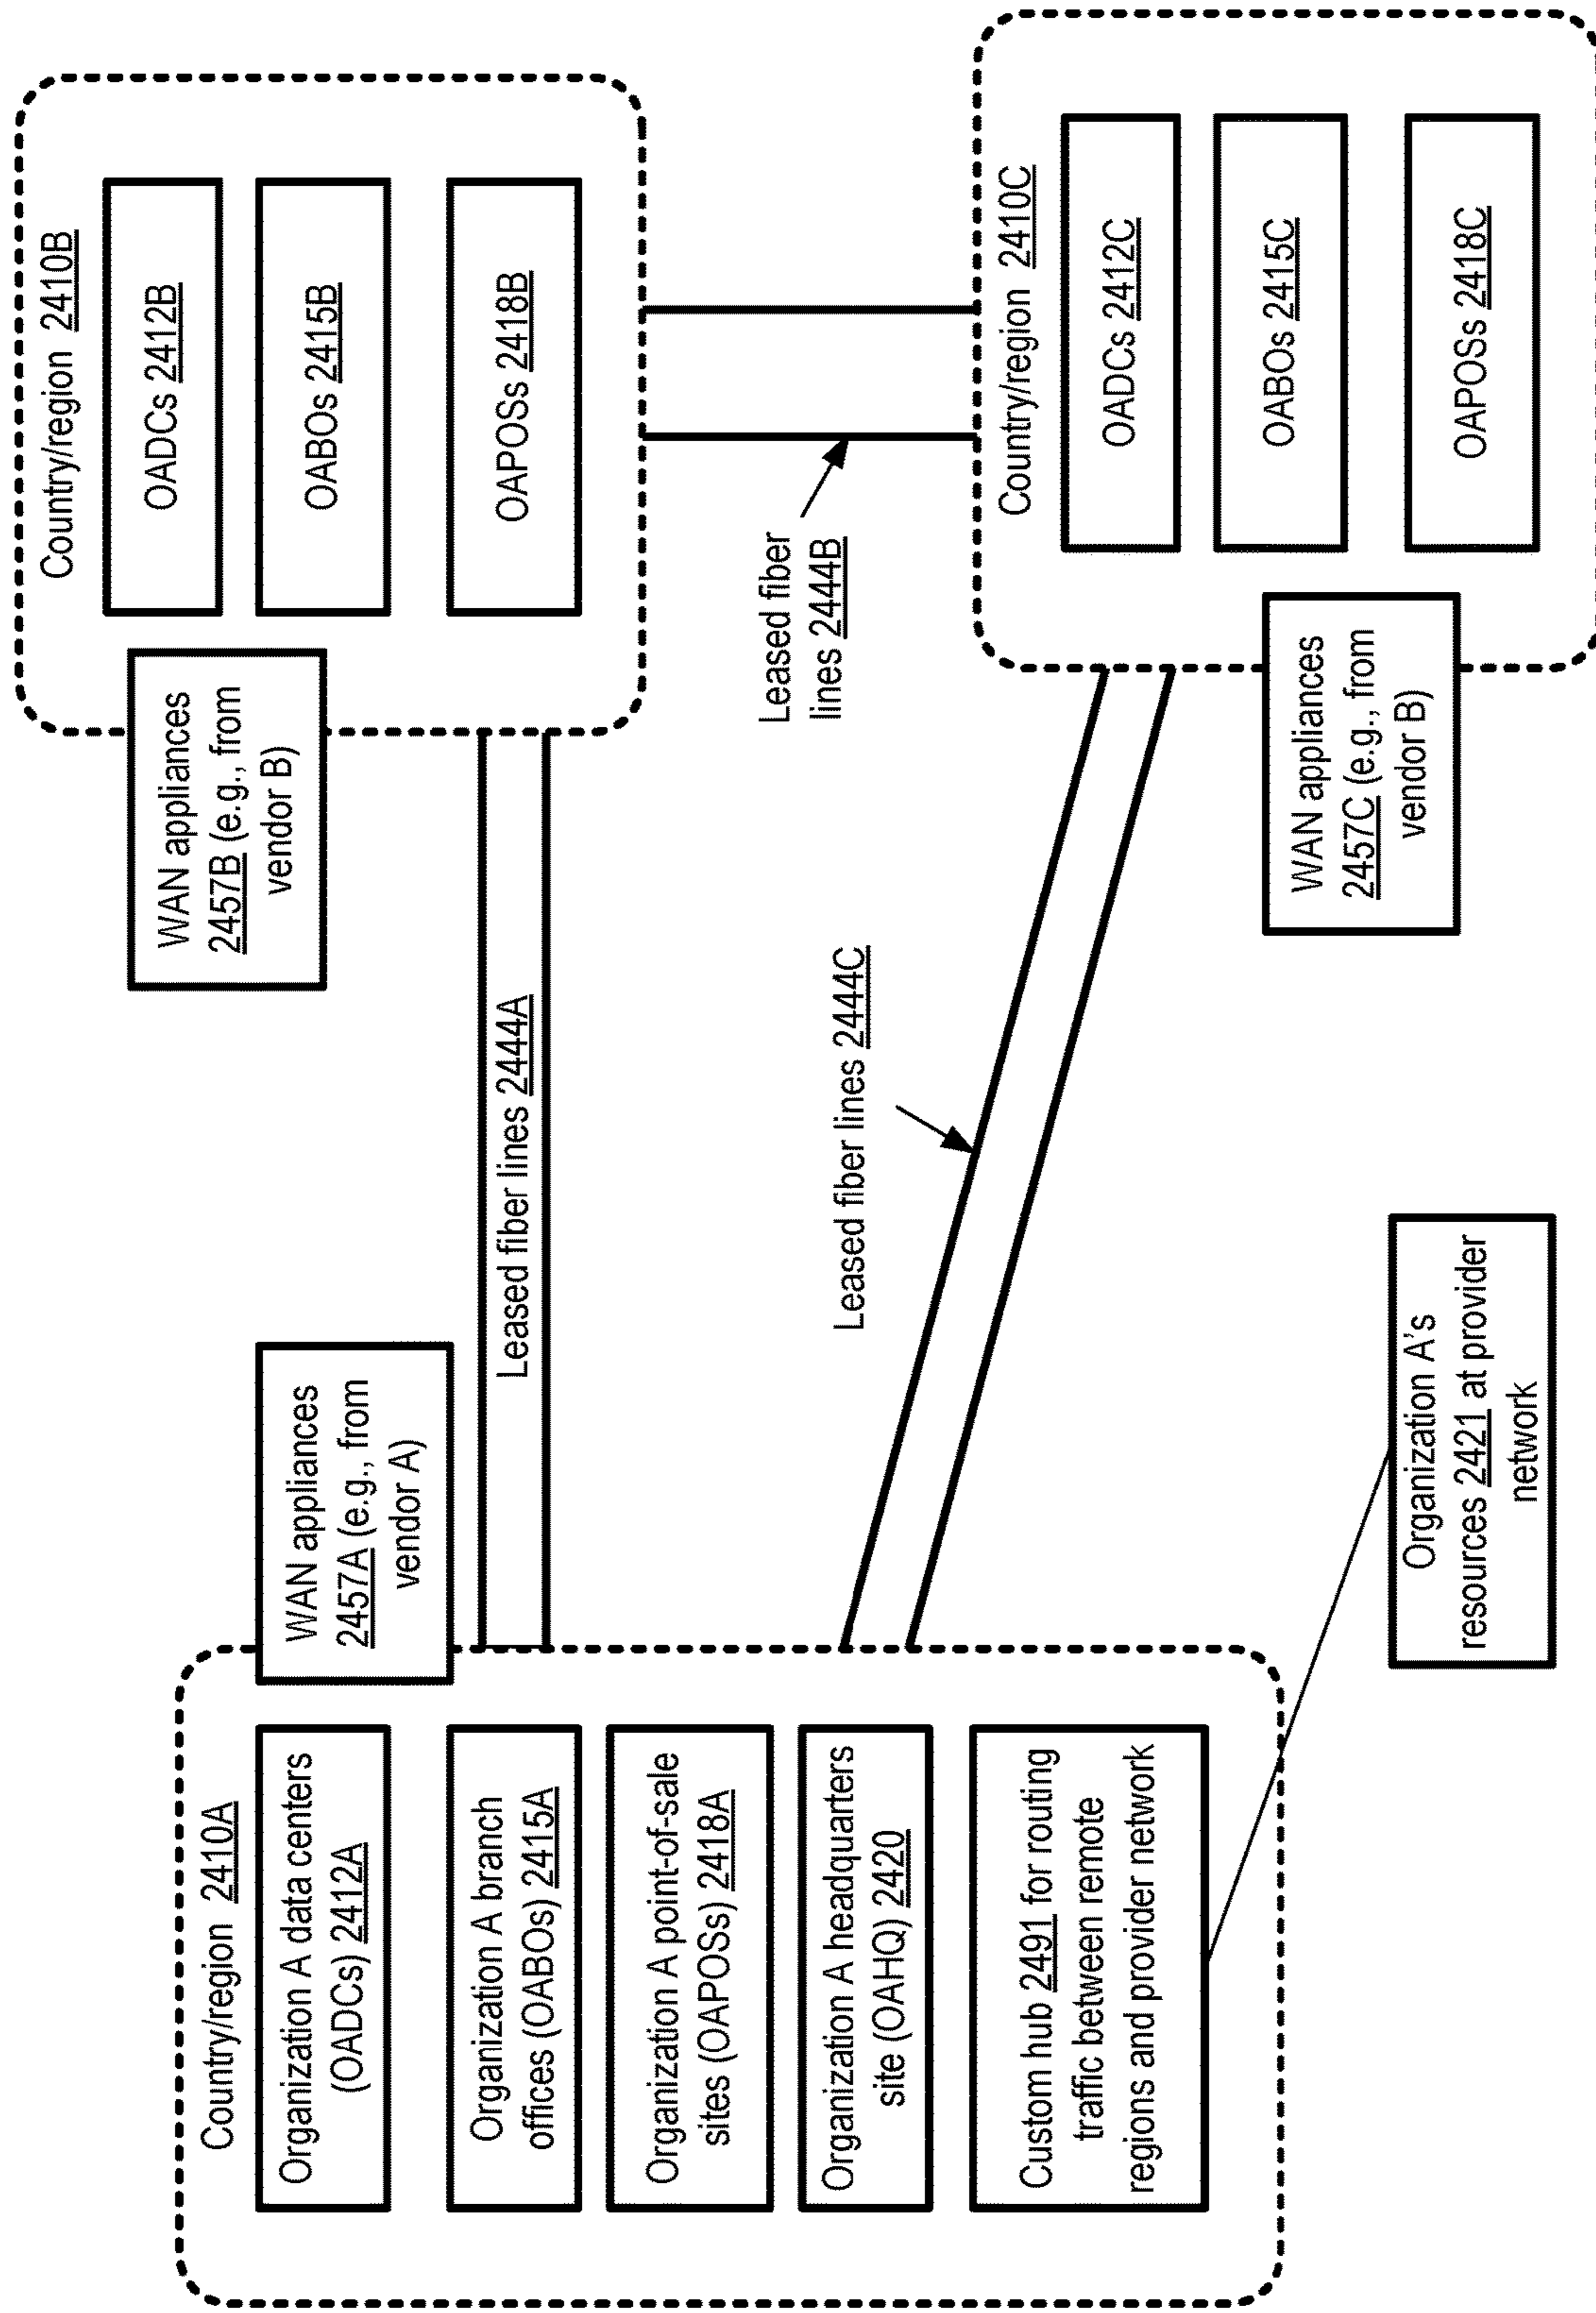 Country/region 2410A
Organization A data centers
(OADCs) 2412A
Organization A branch
offices (OABOs) 2415A
Organization A point-of-sale
sites (OAPOSs) 2418A
Organization A headquarters
site (OAHQ) 2420
Custom hub 2491 for routing
traffic between remote
regions and provider network
WAN appliances
2457A (e.g., from
vendor A)
Leased fiber lines 2444A
WAN appliances
2457B (e.g., from
vendor B)
Country/region 2410B
OADCs 2412B
OABOs 2415B
OAPOSs 2418B
Leased fiber
lines 2444B
Leased fiber lines 2444C
Country/region 2410C
OADCs 2412C
OABOs 2415C
OAPOSs 2418C
WAN appliances
2457C (e.g., from
vendor B)
Organization A's
resources 2421 at provider
network